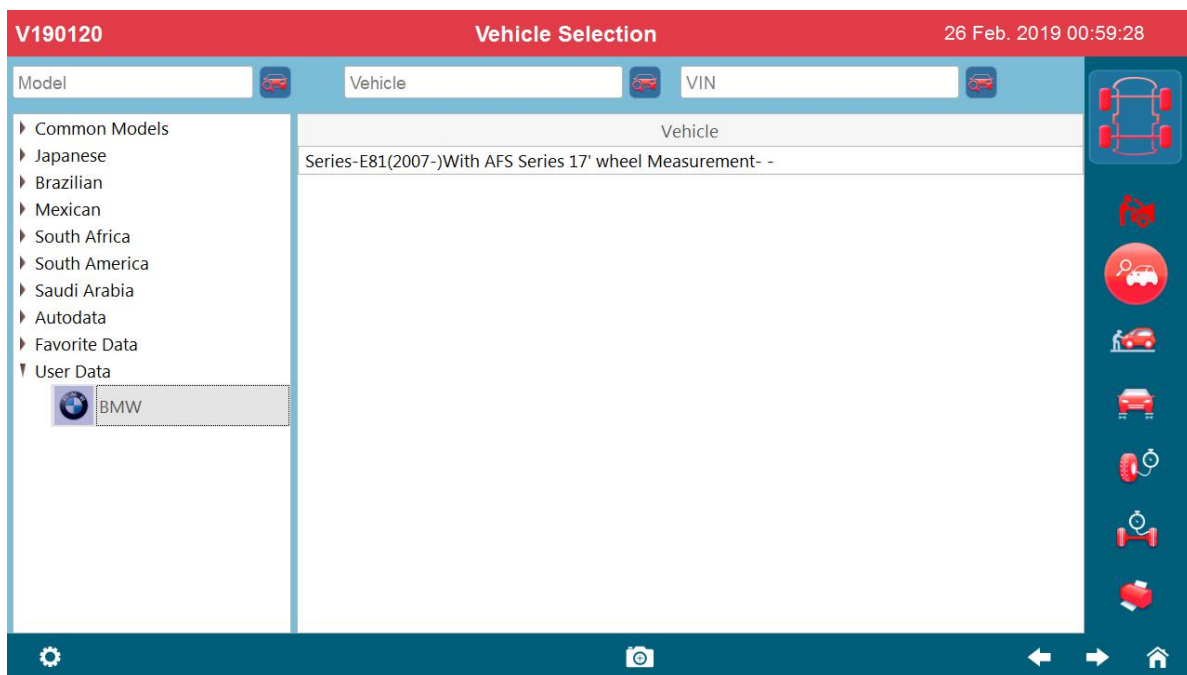 V190120
Vehicle Selection
26 Feb. 2019 00:59:28
Model
Vehicle
VIN
Common Models
Japanese
Brazilian
Mexican
South Africa
South America
Saudi Arabia
Autodata
Favorite Data
User Data
BMW
Vehicle
Series-E81(2007-)With AFS Series 17' wheel Measurement- -